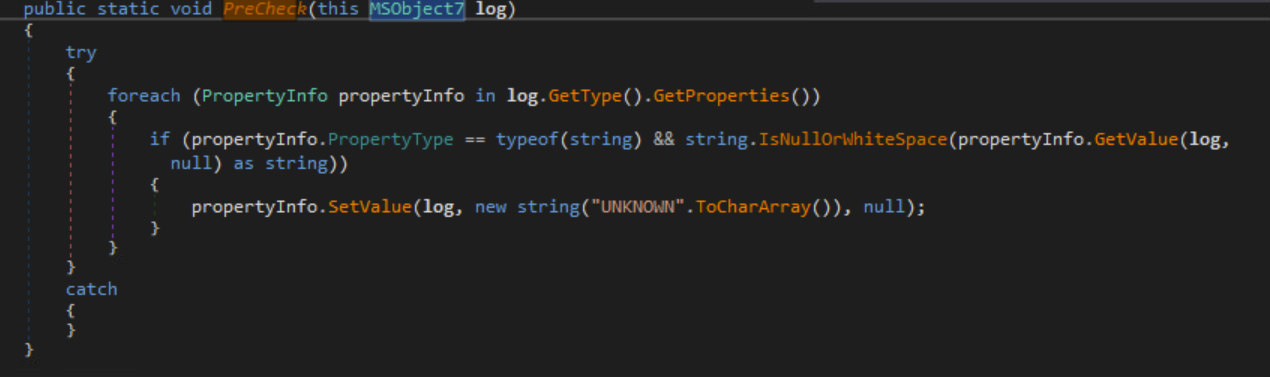 public static void PreCheck(this MSObject7 log)
{
    try
    {
        foreach (PropertyInfo propertyInfo in log.GetType().GetProperties())
        {
            if (propertyInfo.PropertyType == typeof(string) && string.IsNullOrWhiteSpace(propertyInfo.GetValue(log,
              null) as string))
            {
                propertyInfo.SetValue(log, new string("UNKNOWN".ToCharArray()), null);
            }
        }
    }
    catch
    {
    }
}